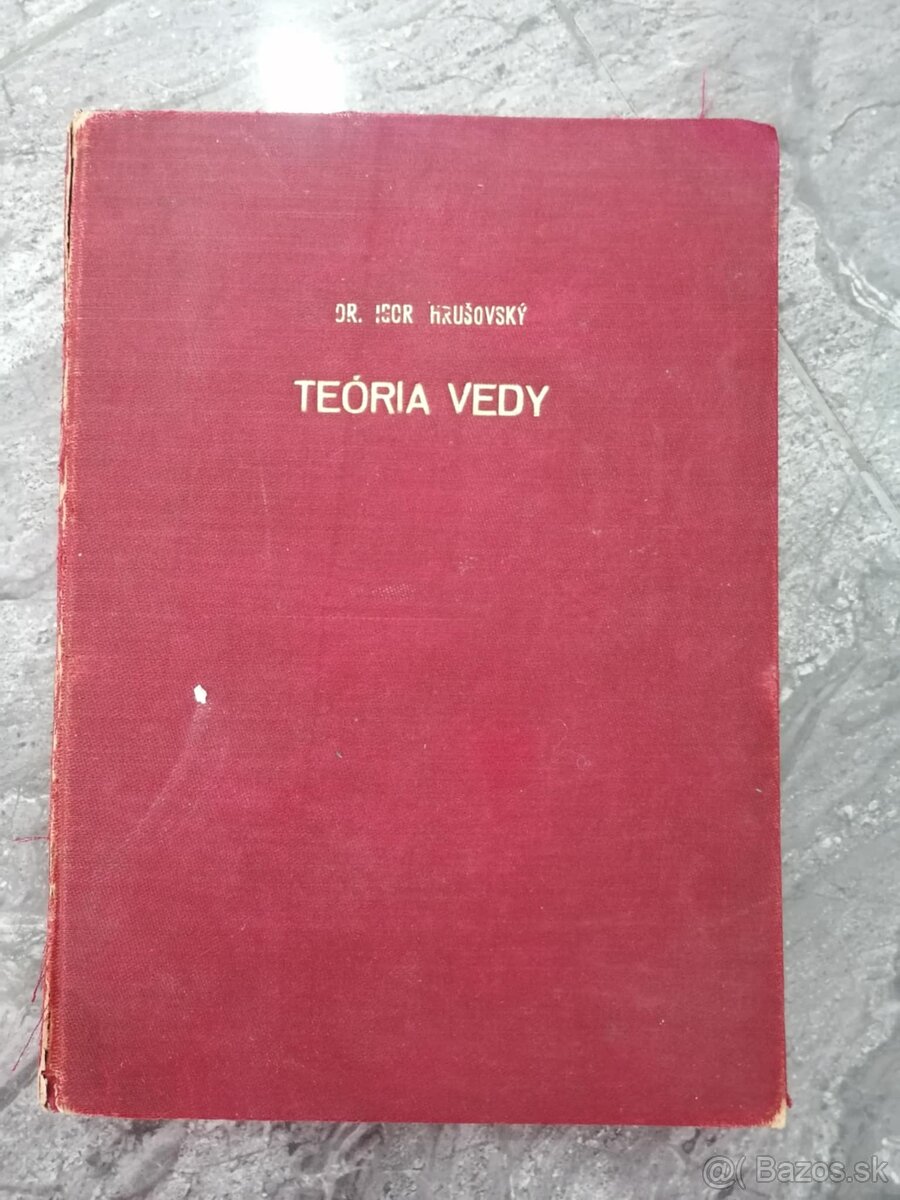 DR. IGOR HRUŠOVSKÝ
TEÓRIA VEDY
@( Bazos.sk